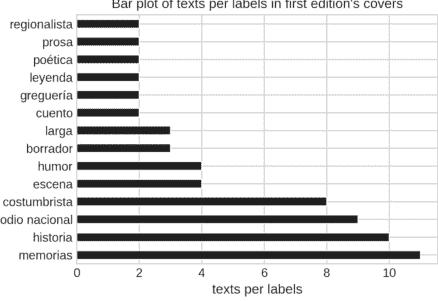 Bar plot of texts per labels in first edition's covers
regionalista
prosa
poética
leyenda
greguería
cuento
larga
borrador
humor
escena
costumbrista
odio nacional
historia
memorias
0 2 4 6 8 10
texts per labels